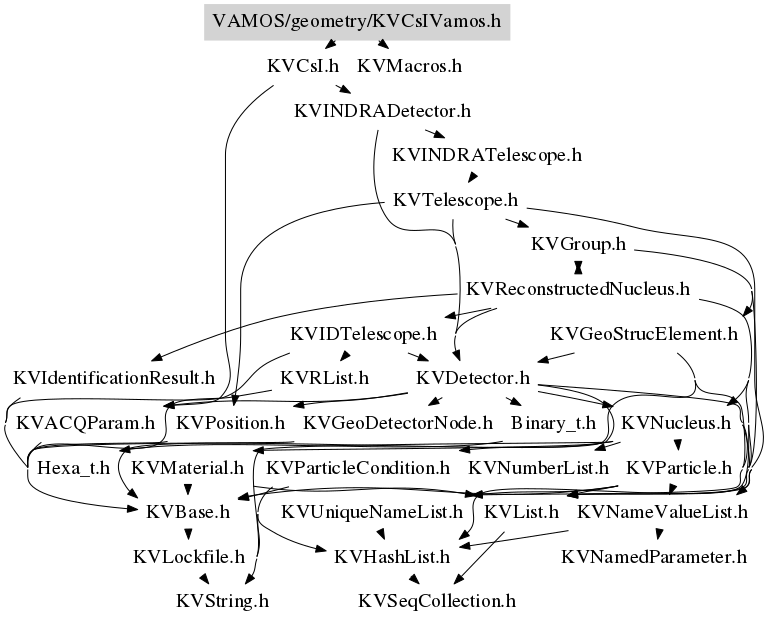 VAMOS/geometry/KVCsIVamos.h
KVCsI.h KVMacros.h
KVINDRADetector.h
KVINDRATelescope.h
KVTelescope.h
KVGroup.h
KVReconstructedNucleus.h
KVIDTelescope.h KVGeoStrucElement.h
KVIdentificationResult.h KVRList.h KVDetector.h
KVACQParam.h KVPosition.h KVGeoDetectorNode.h Binary_t.h KVNucleus.h
Hexa_t.h KVMaterial.h KVParticleCondition.h KVNumberList.h KVParticle.h
KVBase.h KVUniqueNameList.h KVList.h KVNameValueList.h
KVLockfile.h KVHashList.h KVNamedParameter.h
KVString.h KVSeqCollection.h